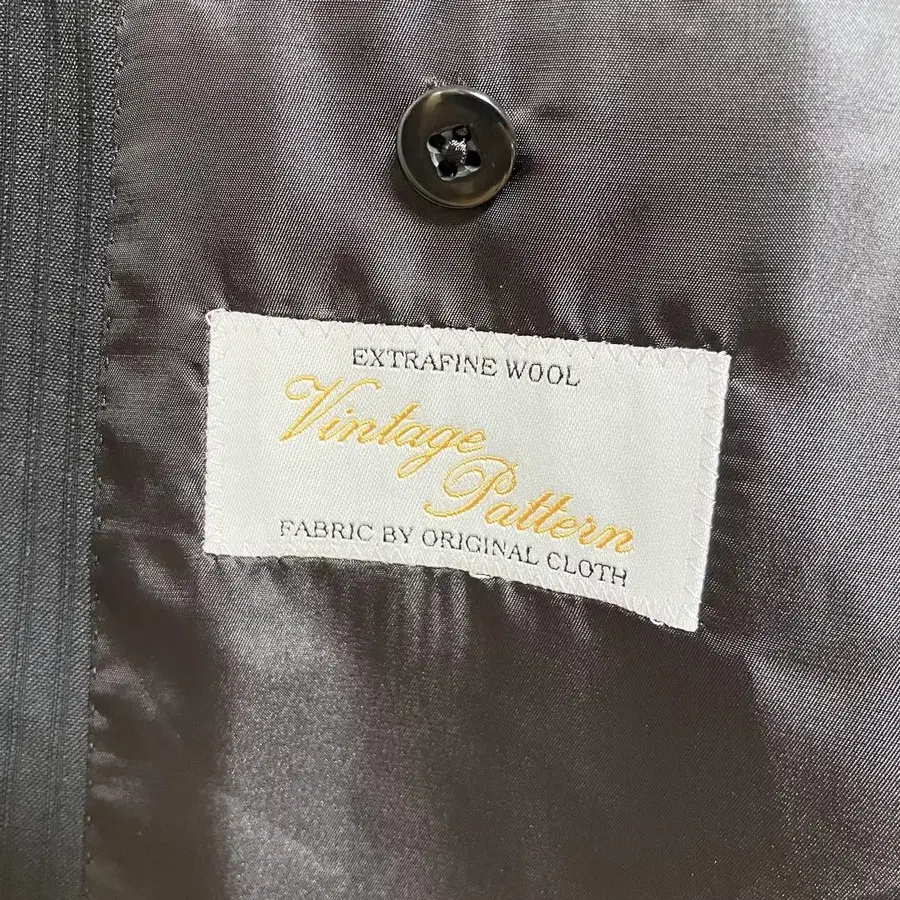 EXTRAFINE WOOL
Vintage
Pattern
FABRIC BY ORIGINAL CLOTH